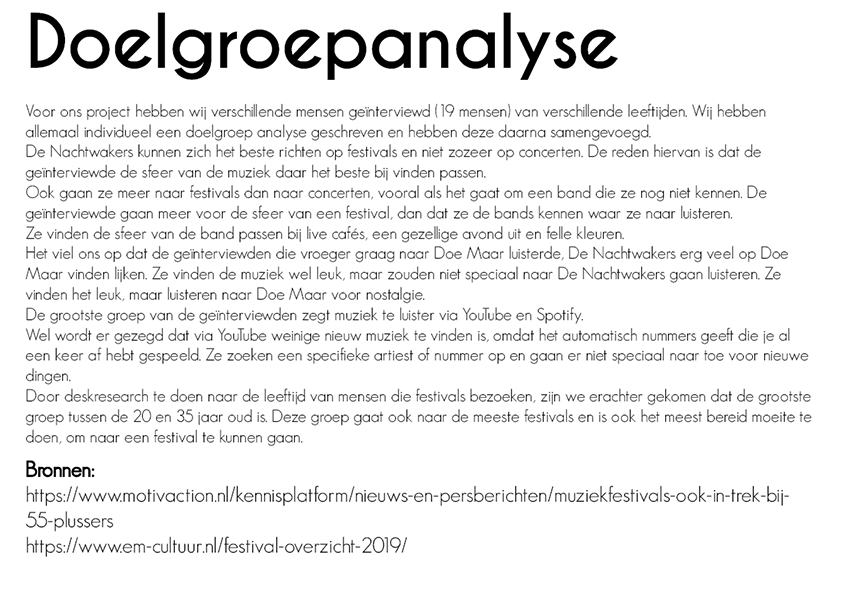 Doelgroepanalyse
Voor ons project hebben wij verschillende mensen geïnterviewd (19 mensen) van verschillende leeftijden. Wij hebben
allemaal individueel een doelgroep analyse geschreven en hebben deze daarna samengevoegd.
De Nachtwakers kunnen zich het beste richten op festivals en niet zozeer op concerten. De reden hiervan is dat de
geïnterviewde de sfeer van de muziek daar het beste bij vinden passen.
Ook gaan ze meer naar festivals dan naar concerten, vooral als het gaat om een band die ze nog niet kennen. De
geïnterviewde gaan meer voor de sfeer van een festival, dan dat ze de bands kennen waar ze naar luisteren.
Ze vinden de sfeer van de band passen bij live cafés, een gezellige avond uit en felle kleuren.
Het viel ons op dat de geïnterviewden die vroeger graag naar Doe Maar luisterde, De Nachtwakers erg veel op Doe
Maar vinden lijken. Ze vinden de muziek wel leuk, maar zouden niet speciaal naar De Nachtwakers gaan luisteren. Ze
vinden het leuk, maar luisteren naar Doe Maar voor nostalgie.
De grootste groep van de geïnterviewden zegt muziek te luister via YouTube en Spotify.
Wel wordt er gezegd dat via YouTube weinige nieuw muziek te vinden is, omdat het automatisch nummers geeft die je al
een keer af hebt gespeeld. Ze zoeken een specifieke artiest of nummer op en gaan er niet speciaal naar toe voor nieuwe
dingen.
Door deskresearch te doen naar de leeftijd van mensen die festivals bezoeken, zijn we erachter gekomen dat de grootste
groep tussen de 20 en 35 jaar oud is. Deze groep gaat ook naar de meeste festivals en is ook het meest bereid moeite te
doen, om naar een festival te kunnen gaan.
Bronnen:
https://www.motivaction.nl/kennisplatform/nieuws-en-persberichten/muziekfestivals-ook-in-trek-bij-
55-plussers
https://www.em-cultuur.nl/festival-overzicht-2019/